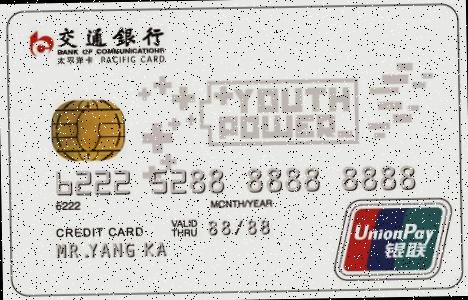 交通銀行
BANK OF COMMUNICATIONS
太平洋卡 PACIFIC CARD
YOUTH
POWER
6222 5288 8888 8888
6222
MONTH/YEAR
CREDIT CARD VALID THRU 88/88
MR.YANG KA
UnionPay
银联